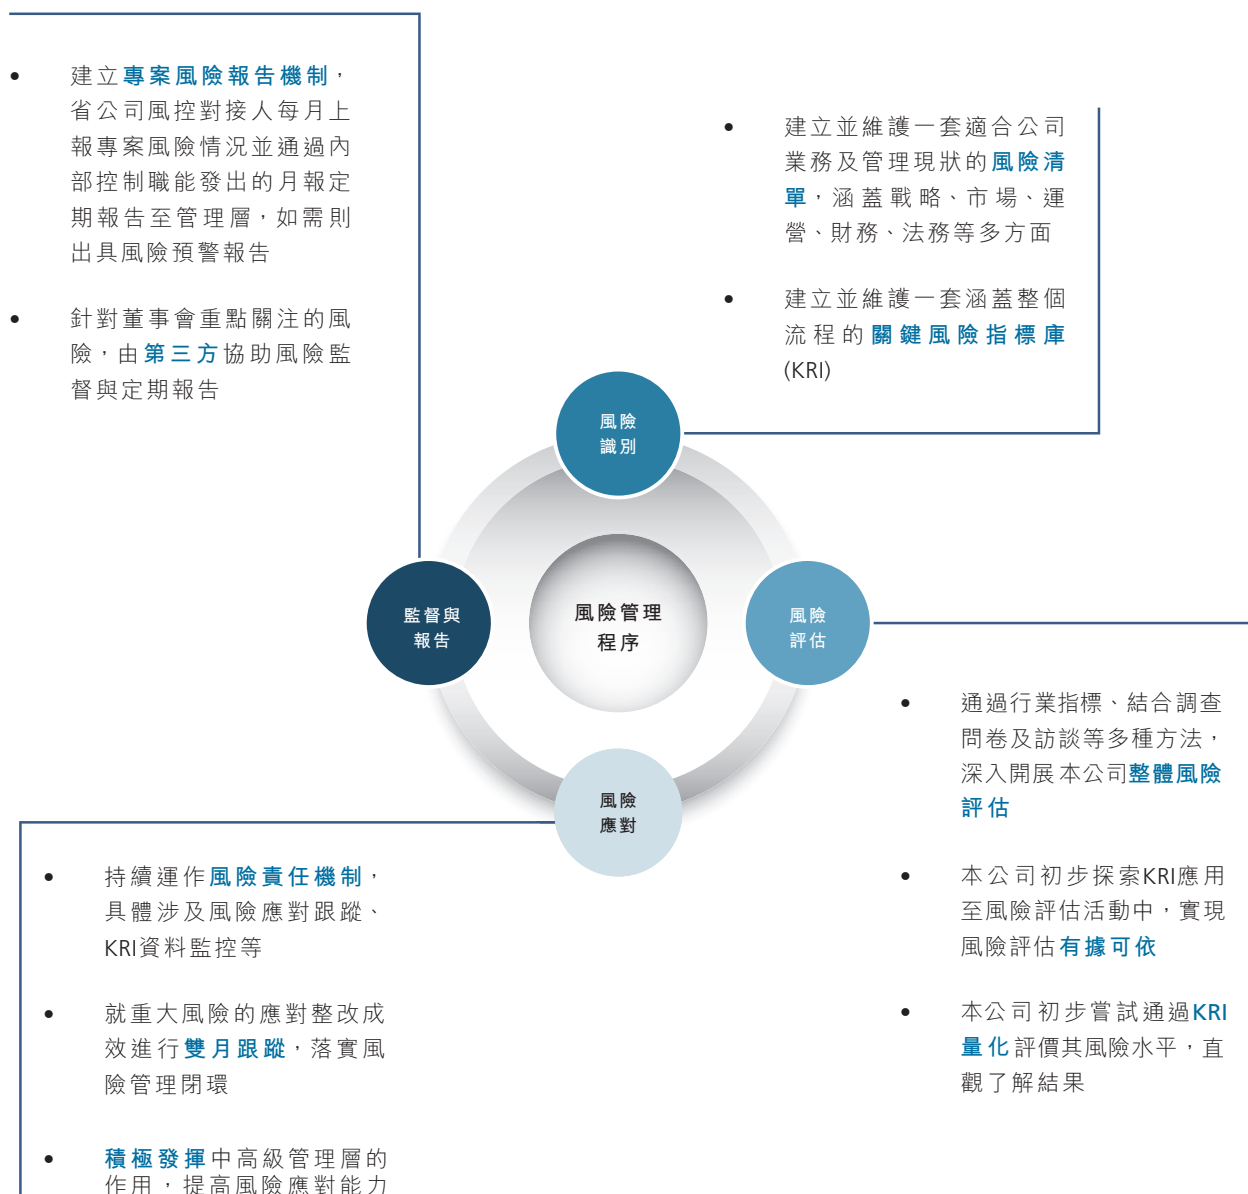 • 建立專案風險報告機制，
省公司風控對接人每月上
報專案風險情況並通過內
部控制職能發出的月報定
期報告至管理層，如需則
出具風險預警報告
• 針對董事會重點關注的風
險，由第三方協助風險監
督與定期報告
• 建立並維護一套適合公司
業務及管理現狀的風險清
單，涵蓋戰略、市場、運
營、財務、法務等多方面
• 建立並維護一套涵蓋整個
流程的關鍵風險指標庫
(KRI)
風險
識別
監督與
報告
風險管理
程序
風險
評估
風險
應對
• 通過行業指標、結合調查
問卷及訪談等多種方法，
深入開展本公司整體風險
評估
• 本公司初步探索KRI應用
至風險評估活動中，實現
風險評估有據可依
• 本公司初步嘗試通過KRI
量化評價其風險水平，直
觀了解結果
• 持續運作風險責任機制，
具體涉及風險應對跟蹤、
KRI資料監控等
• 就重大風險的應對整改成
效進行雙月跟蹤，落實風
險管理閉環
• 積極發揮中高級管理層的
作用，提高風險應對能力